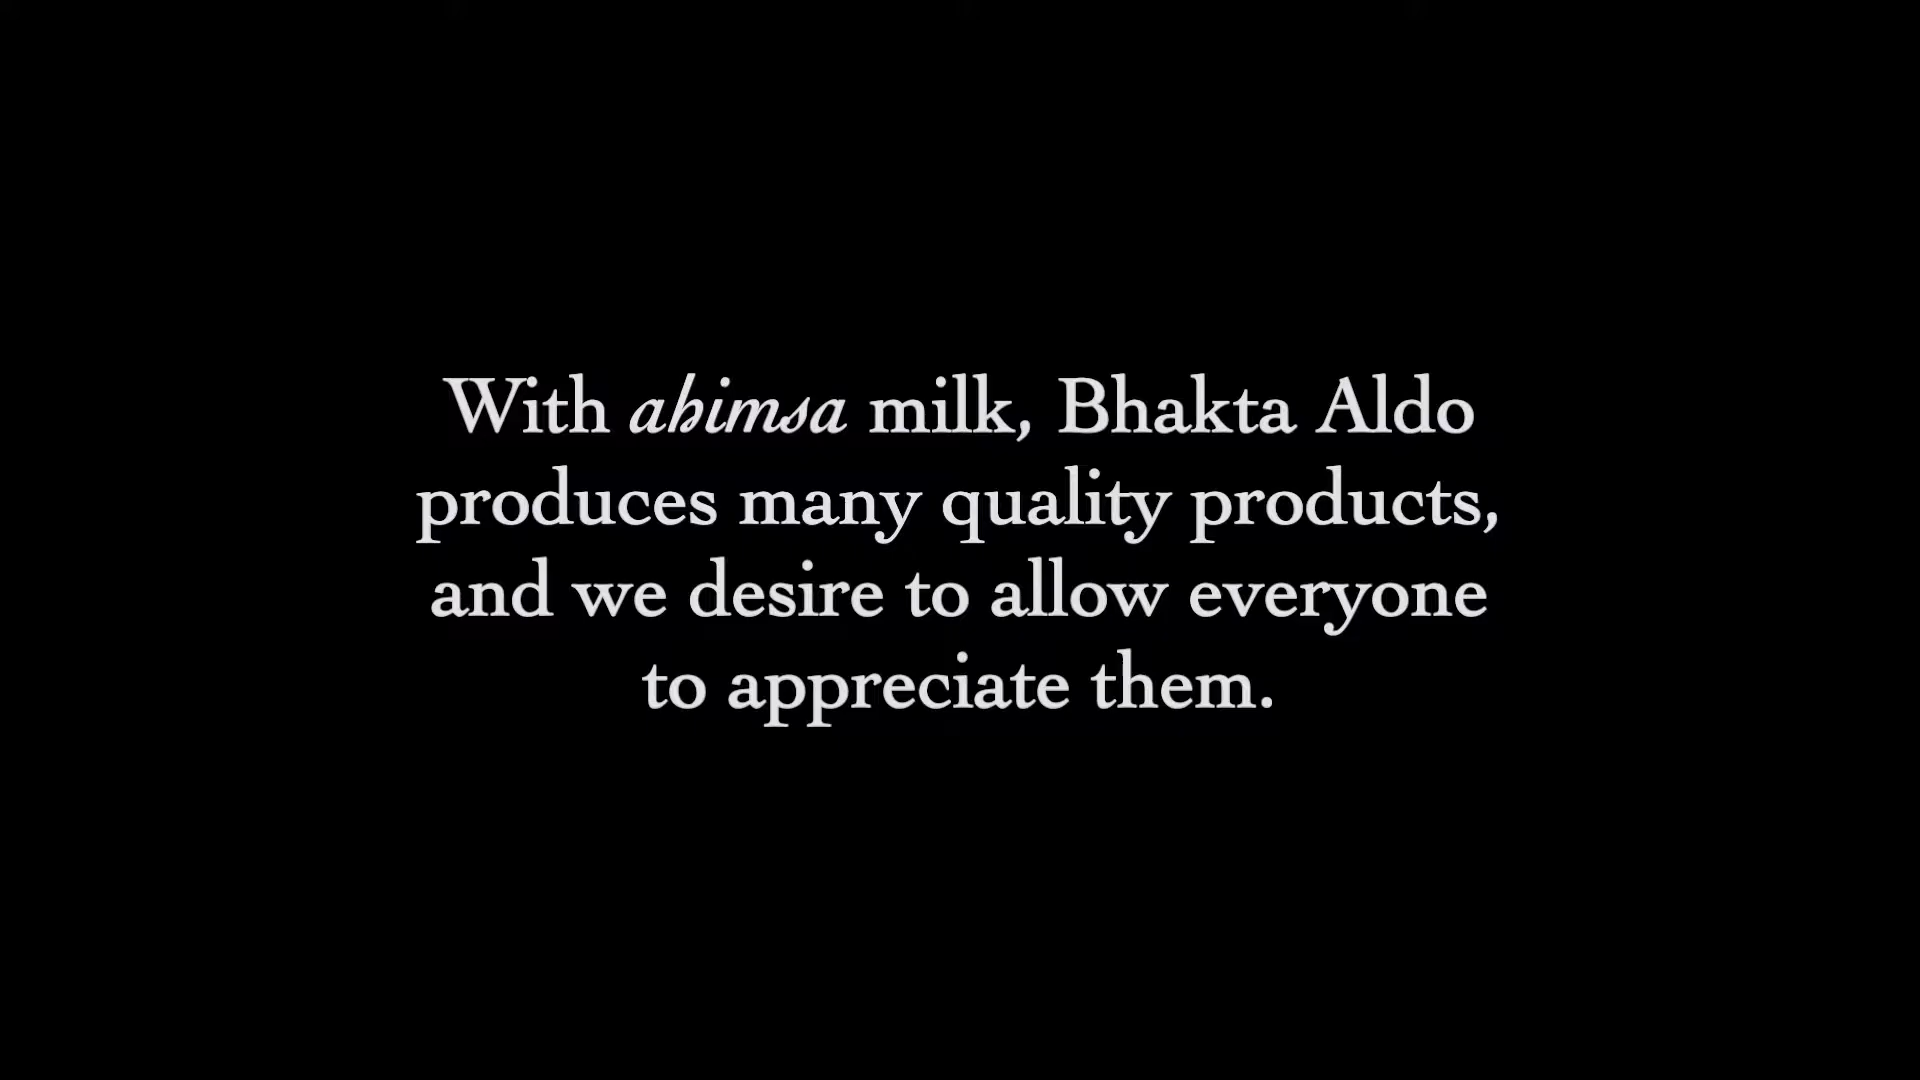 With ahimsa milk, Bhakta Aldo
produces many quality products,
and we desire to allow everyone
to appreciate them.